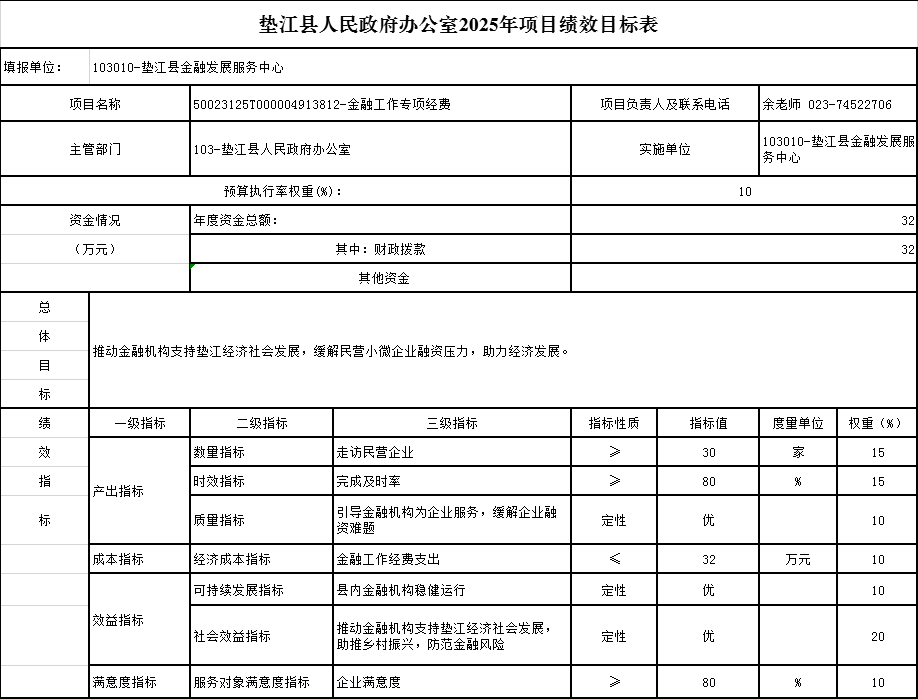 垫江县人民政府办公室2025年项目绩效目标表
填报单位： 103010-垫江县金融发展服务中心
项目名称 50023125T000004913812-金融工作专项经费 项目负责人及联系电话 余老师 023-74522706
主管部门 103-垫江县人民政府办公室 实施单位 103010-垫江县金融发展服
务中心
预算执行率权重(%)： 10
资金情况 年度资金总额： 32
（万元） 其中：财政拨款 32
其他资金
总
体
目
标
推动金融机构支持垫江经济社会发展，缓解民营小微企业融资压力，助力经济发展。
绩 一级指标 二级指标 三级指标 指标性质 指标值 度量单位 权重（%）
效 数量指标 走访民营企业 ≥ 30 家 15
指 产出指标 时效指标 完成及时率 ≥ 80 % 15
标 质量指标 引导金融机构为企业服务，缓解企业融
资难题 定性 优 10
成本指标 经济成本指标 金融工作经费支出 ≤ 32 万元 10
效益指标 可持续发展指标 县内金融机构稳健运行 定性 优 10
社会效益指标 推动金融机构支持垫江经济社会发展，
助推乡村振兴，防范金融风险 定性 优 20
满意度指标 服务对象满意度指标 企业满意度 ≥ 80 % 10